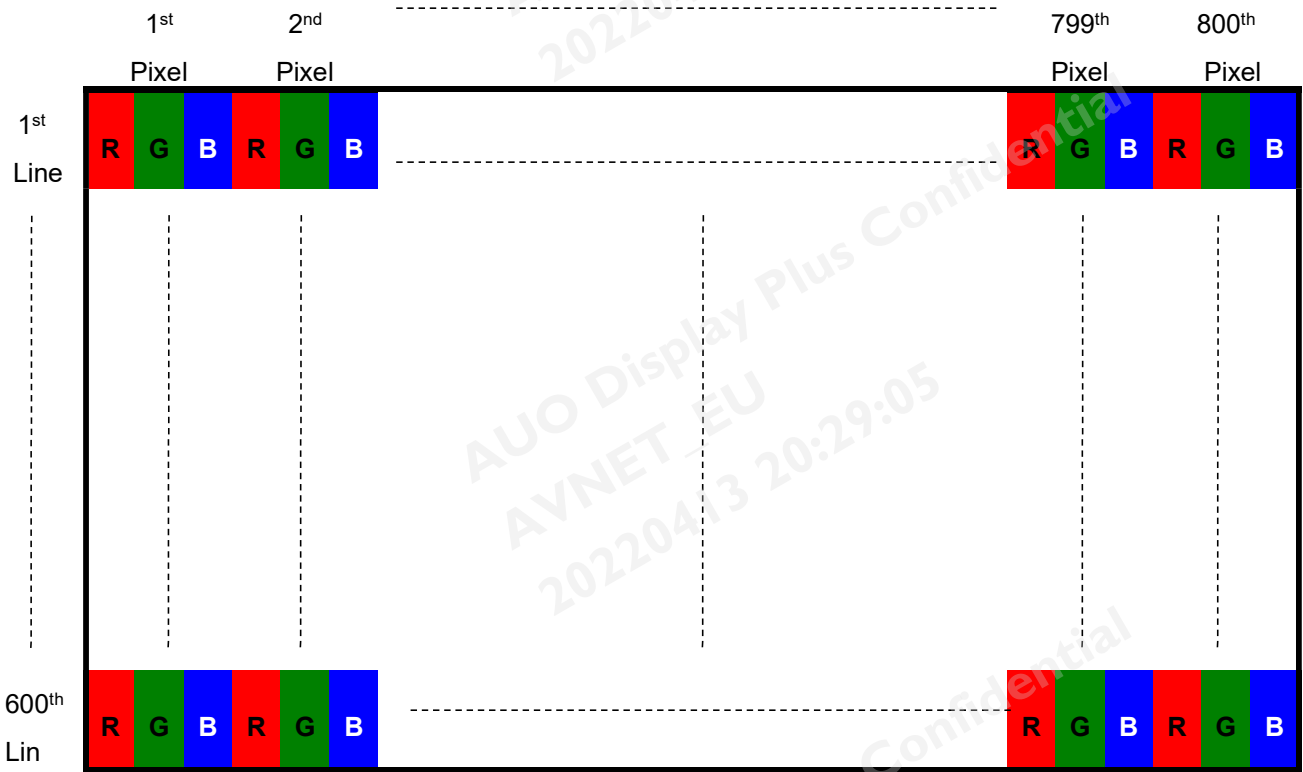 1st 2nd 799th 800th
Pixel Pixel Pixel Pixel
1st
Line
R G B R G B R G B R G B
600th
Lin
R G B R G B R G B R G B
AUO Display Plus Confidential
AVNET_EU
20220413 20:29:05
202204
Confidential